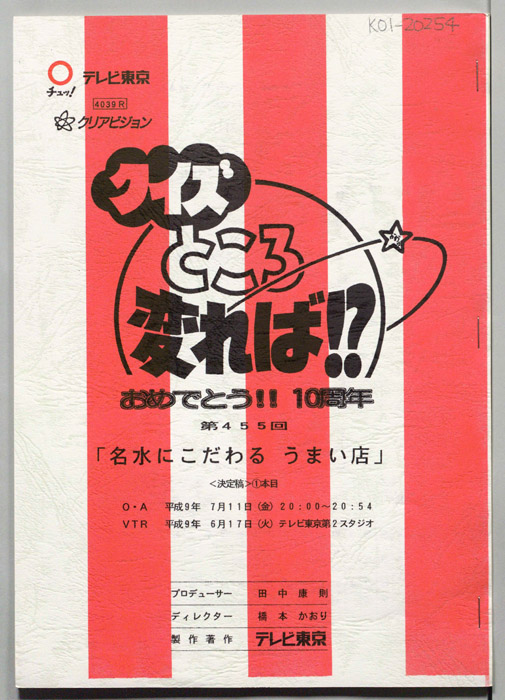 K01-20254
テレビ東京
チュッ!
4039R
クリアビジョン
クイズ
ところ
変れば!?
おめでとう!! 10周年
第455回
「名水にこだわる うまい店」
<決定稿>①本目
O・A 平成9年 7月11日(金)20:00〜20:54
VTR 平成9年 6月17日(火)テレビ東京第2スタジオ
プロデューサー 田中康則
ディレクター 橋本かおり
製作著作 テレビ東京